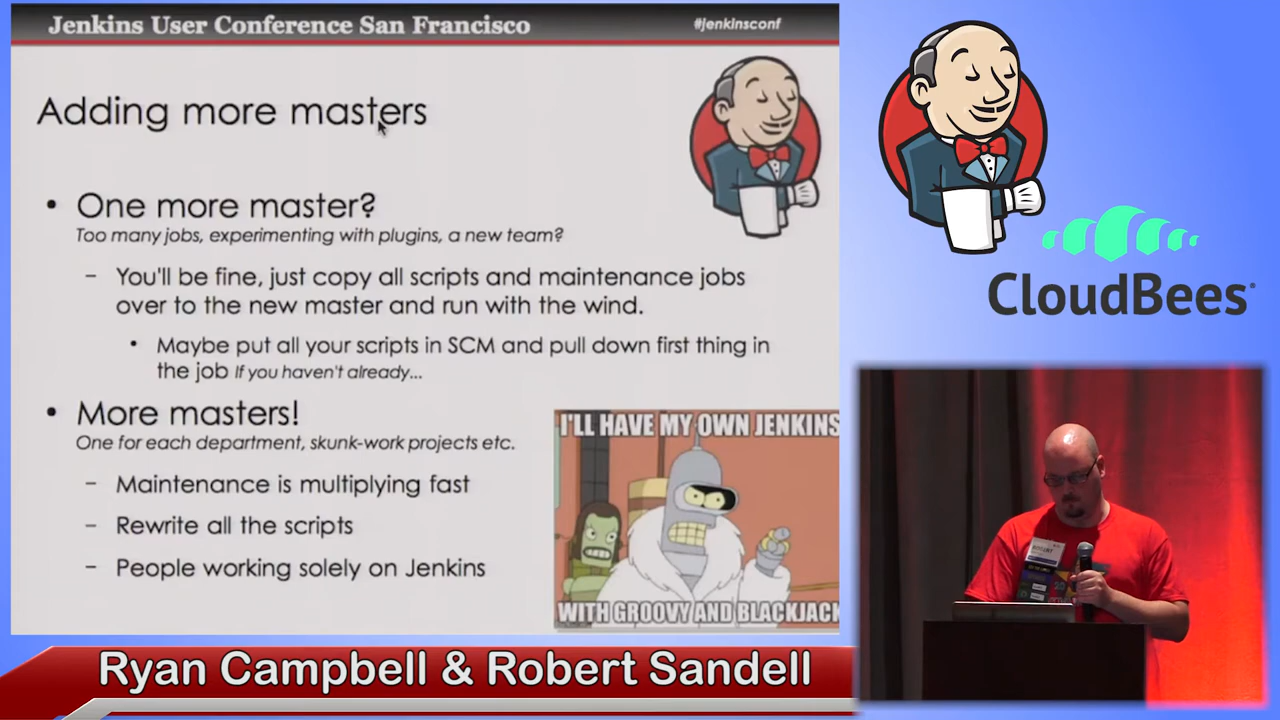 Jenkins User Conference San Francisco
#jenkinsconf
Adding more masters
• One more master?
Too many jobs, experimenting with plugins, a new team?
– You'll be fine, just copy all scripts and maintenance jobs
over to the new master and run with the wind.
• Maybe put all your scripts in SCM and pull down first thing in
the job If you haven't already...
• More masters!
One for each department, skunk-work projects etc.
– Maintenance is multiplying fast
– Rewrite all the scripts
– People working solely on Jenkins
I'LL HAVE MY OWN JENKINS
WITH GROOVY AND BLACKJACK
CloudBees
Ryan Campbell & Robert Sandell